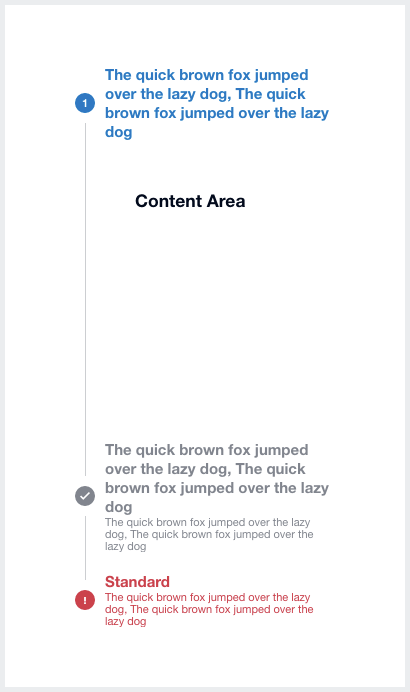 The quick brown fox jumped
over the lazy dog, The quick
1
brown fox jumped over the lazy
dog
Content Area
The quick brown fox jumped
over the lazy dog, The quick
brown fox jumped over the lazy
dog
The quick brown fox jumped over the lazy
dog, The quick brown fox jumped over the
lazy dog
Standard
!
The quick brown fox jumped over the lazy
dog, The quick brown fox jumped over the
lazy dog